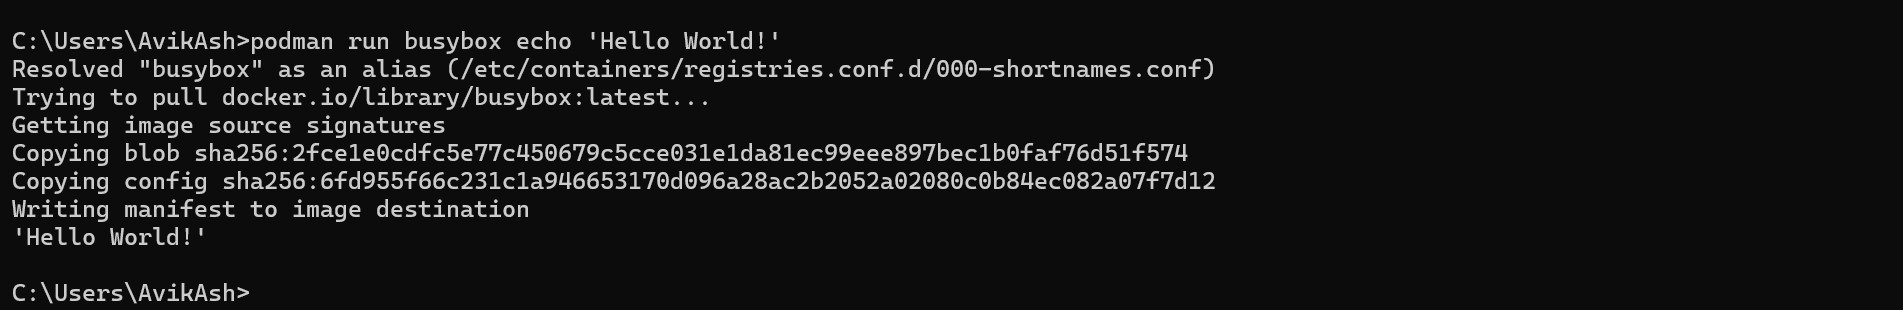 C:\Users\AvikAsh>podman run busybox echo 'Hello World!'
Resolved "busybox" as an alias (/etc/containers/registries.conf.d/000-shortnames.conf)
Trying to pull docker.io/library/busybox:latest...
Getting image source signatures
Copying blob sha256:2fce1e0cdfc5e77c450679c5cce031e1da81ec99eee897bec1b0faf76d51f574
Copying config sha256:6fd955f66c231c1a946653170d096a28ac2b2052a02080c0b84ec082a07f7d12
Writing manifest to image destination
'Hello World!'
C:\Users\AvikAsh>